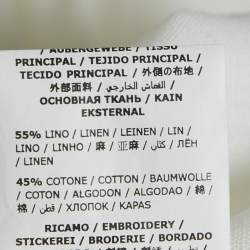 / AUßENGEWEBE / TISSU
PRINCIPAL / TEJIDO PRINCIPAL /
TECIDO PRINCIPAL / 外側の布地 /
外部面料 / القماش الخارجي /
ОСНОВНАЯ ТКАНЬ / KAIN
EKSTERNAL
55% LINO / LINEN / LEINEN / LIN /
LINO / LINHO / 麻 / 亚麻 / كتان / ЛЁН
/ LINEN
45% COTONE / COTTON / BAUMWOLLE
/ COTON / ALGODON / ALGODAO / 綿 /
棉 / قطن / ХЛОПОК / KAPAS
RICAMO / EMBROIDERY /
STICKEREI / BRODERIE / BORDADO